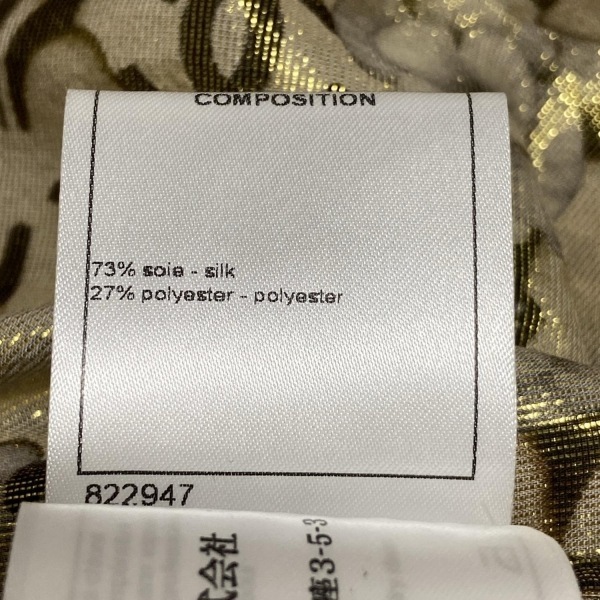 COMPOSITION
73% soie - silk
27% polyester - polyester
822947
式会社
座3-5-3